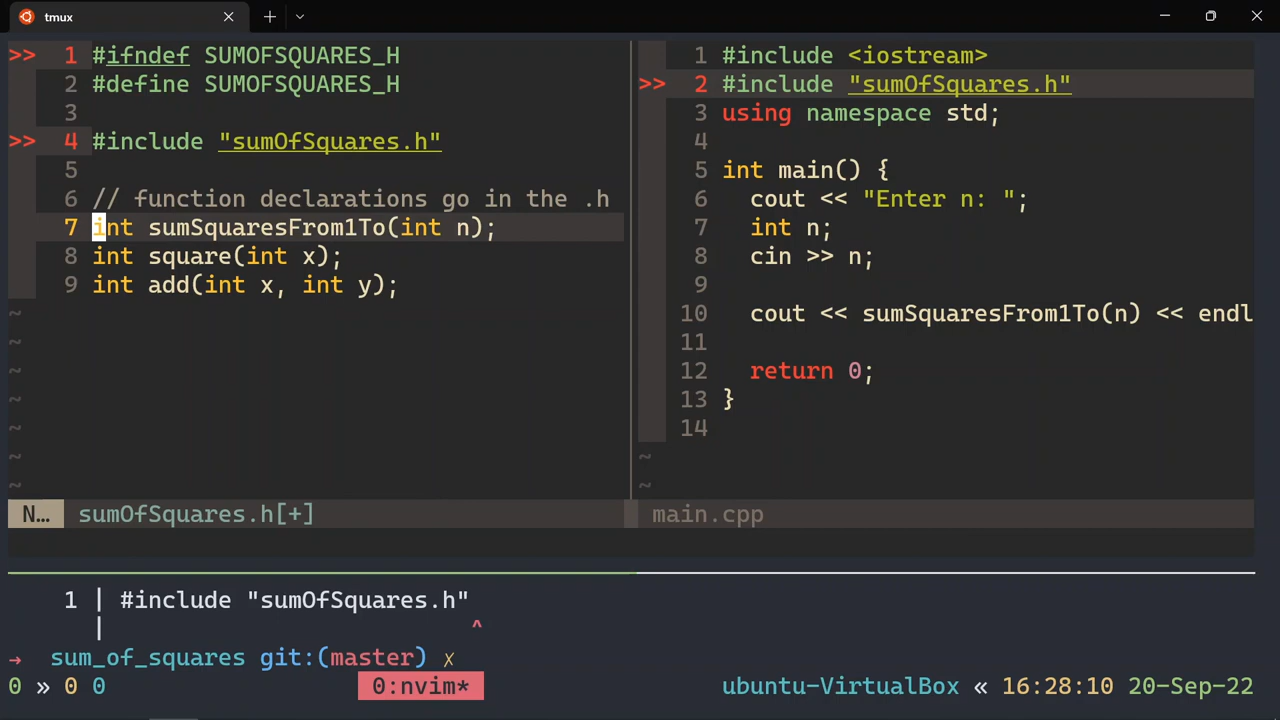 tmux
>> 1 #ifndef SUMOFSQUARES_H
2 #define SUMOFSQUARES_H
3
>> 4 #include "sumOfSquares.h"
5
6 // function declarations go in the .h
7 int sumSquaresFrom1To(int n);
8 int square(int x);
9 int add(int x, int y);
~
~
~
~
~
~
~
N… sumOfSquares.h[+]
1 #include <iostream>
>> 2 #include "sumOfSquares.h"
3 using namespace std;
4
5 int main() {
6 cout << "Enter n: ";
7 int n;
8 cin >> n;
9
10 cout << sumSquaresFrom1To(n) << endl
11
12 return 0;
13 }
14
~
~
main.cpp
1 | #include "sumOfSquares.h"
| ^
→ sum_of_squares git:(master) ✗
0 » 0 0 0:nvim* ubuntu-VirtualBox « 16:28:10 20-Sep-22